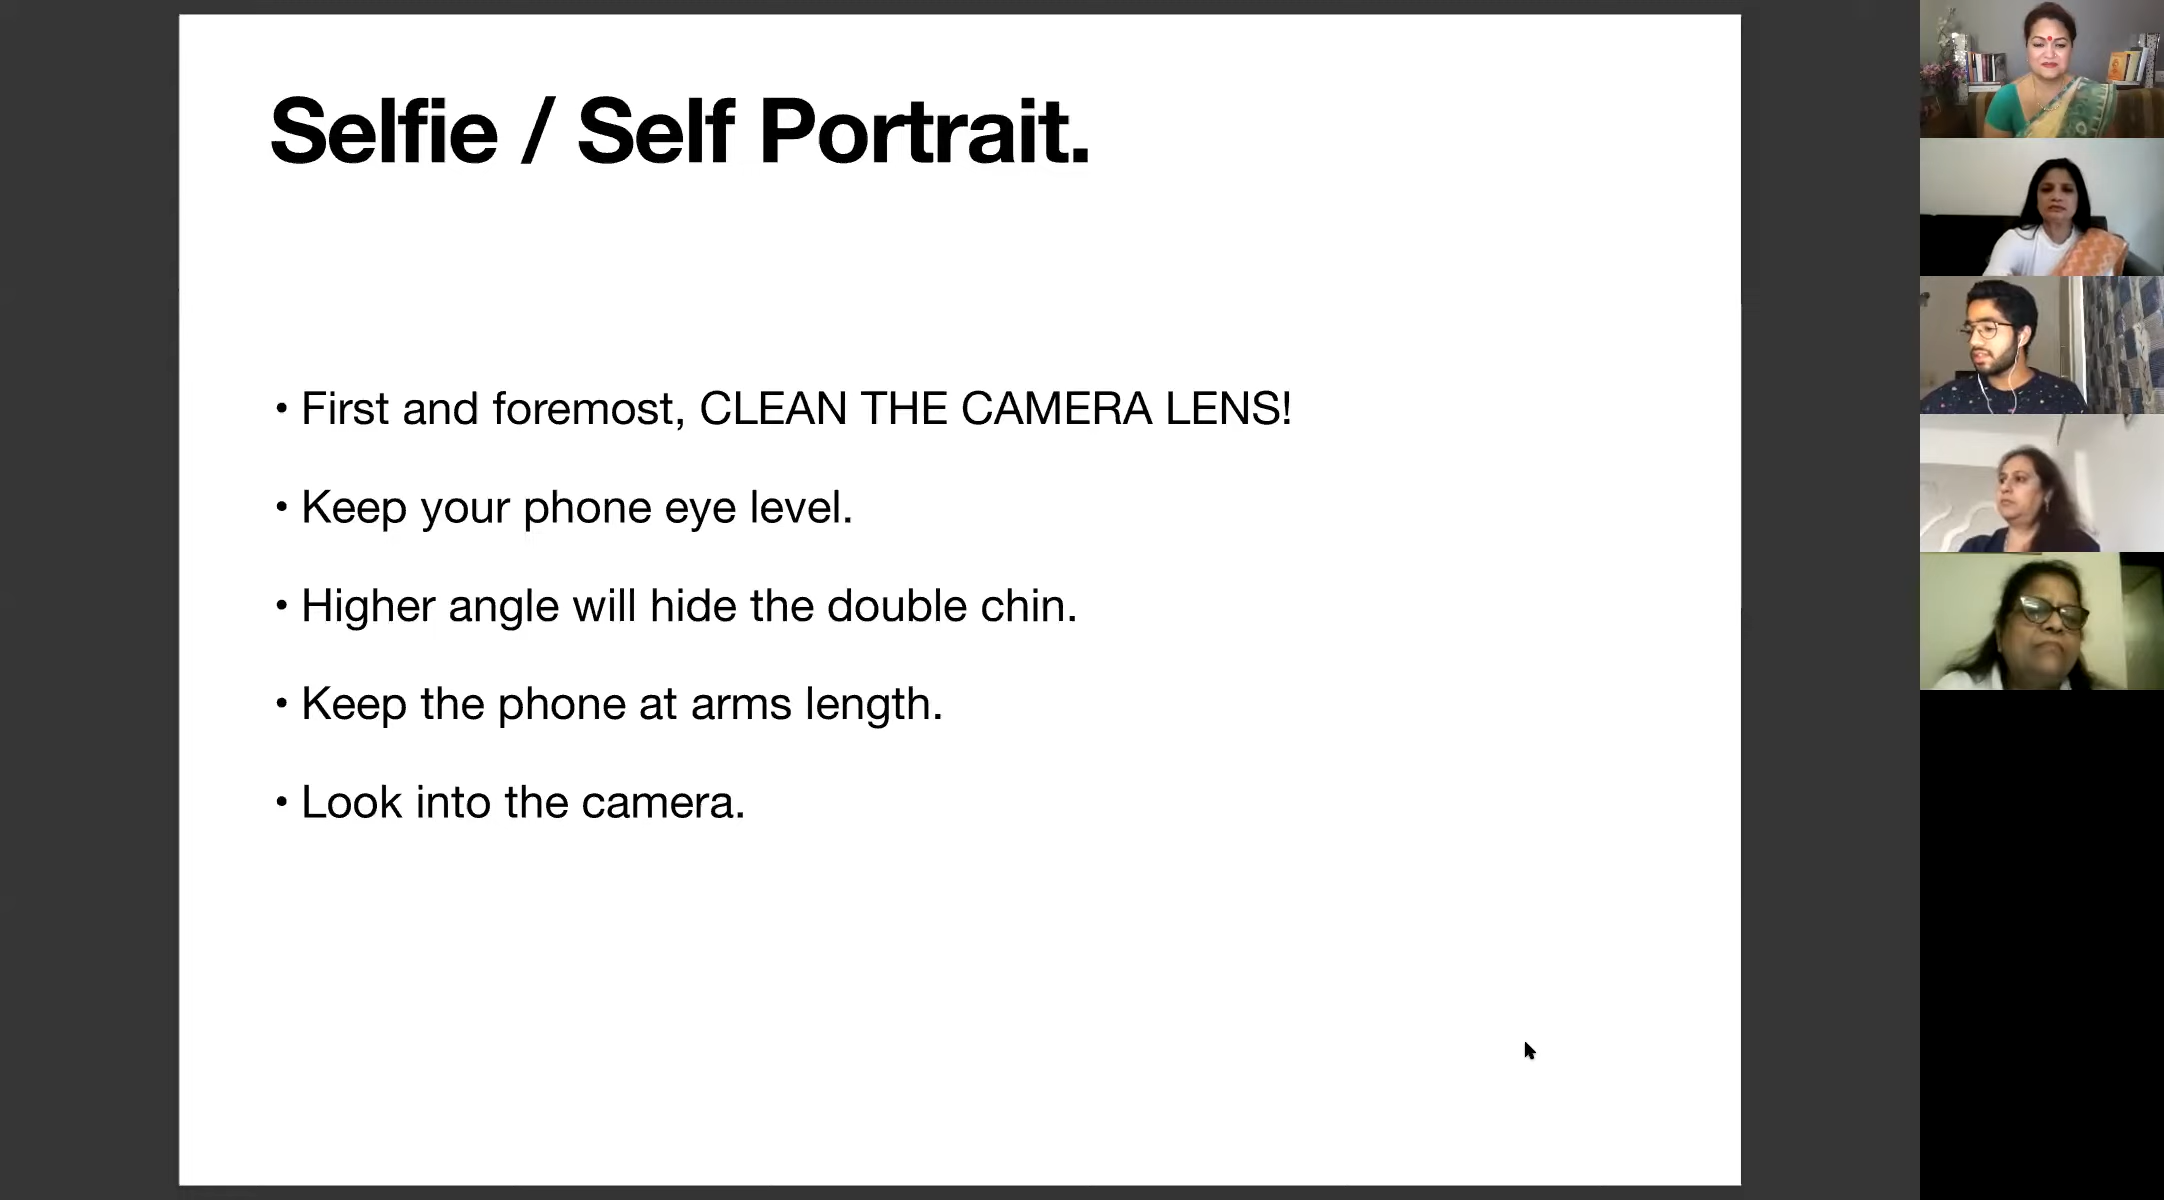 Selfie / Self Portrait.
• First and foremost, CLEAN THE CAMERA LENS!
• Keep your phone eye level.
• Higher angle will hide the double chin.
• Keep the phone at arms length.
• Look into the camera.